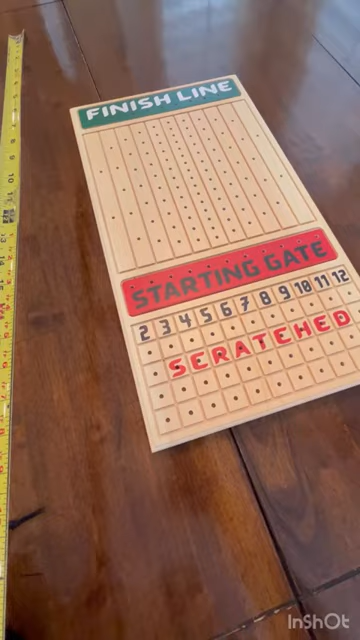 FINISH LINE
STARTING GATE
2 3 4 5 6 7 8 9 10 11 12
SCRATCHED
InShOt